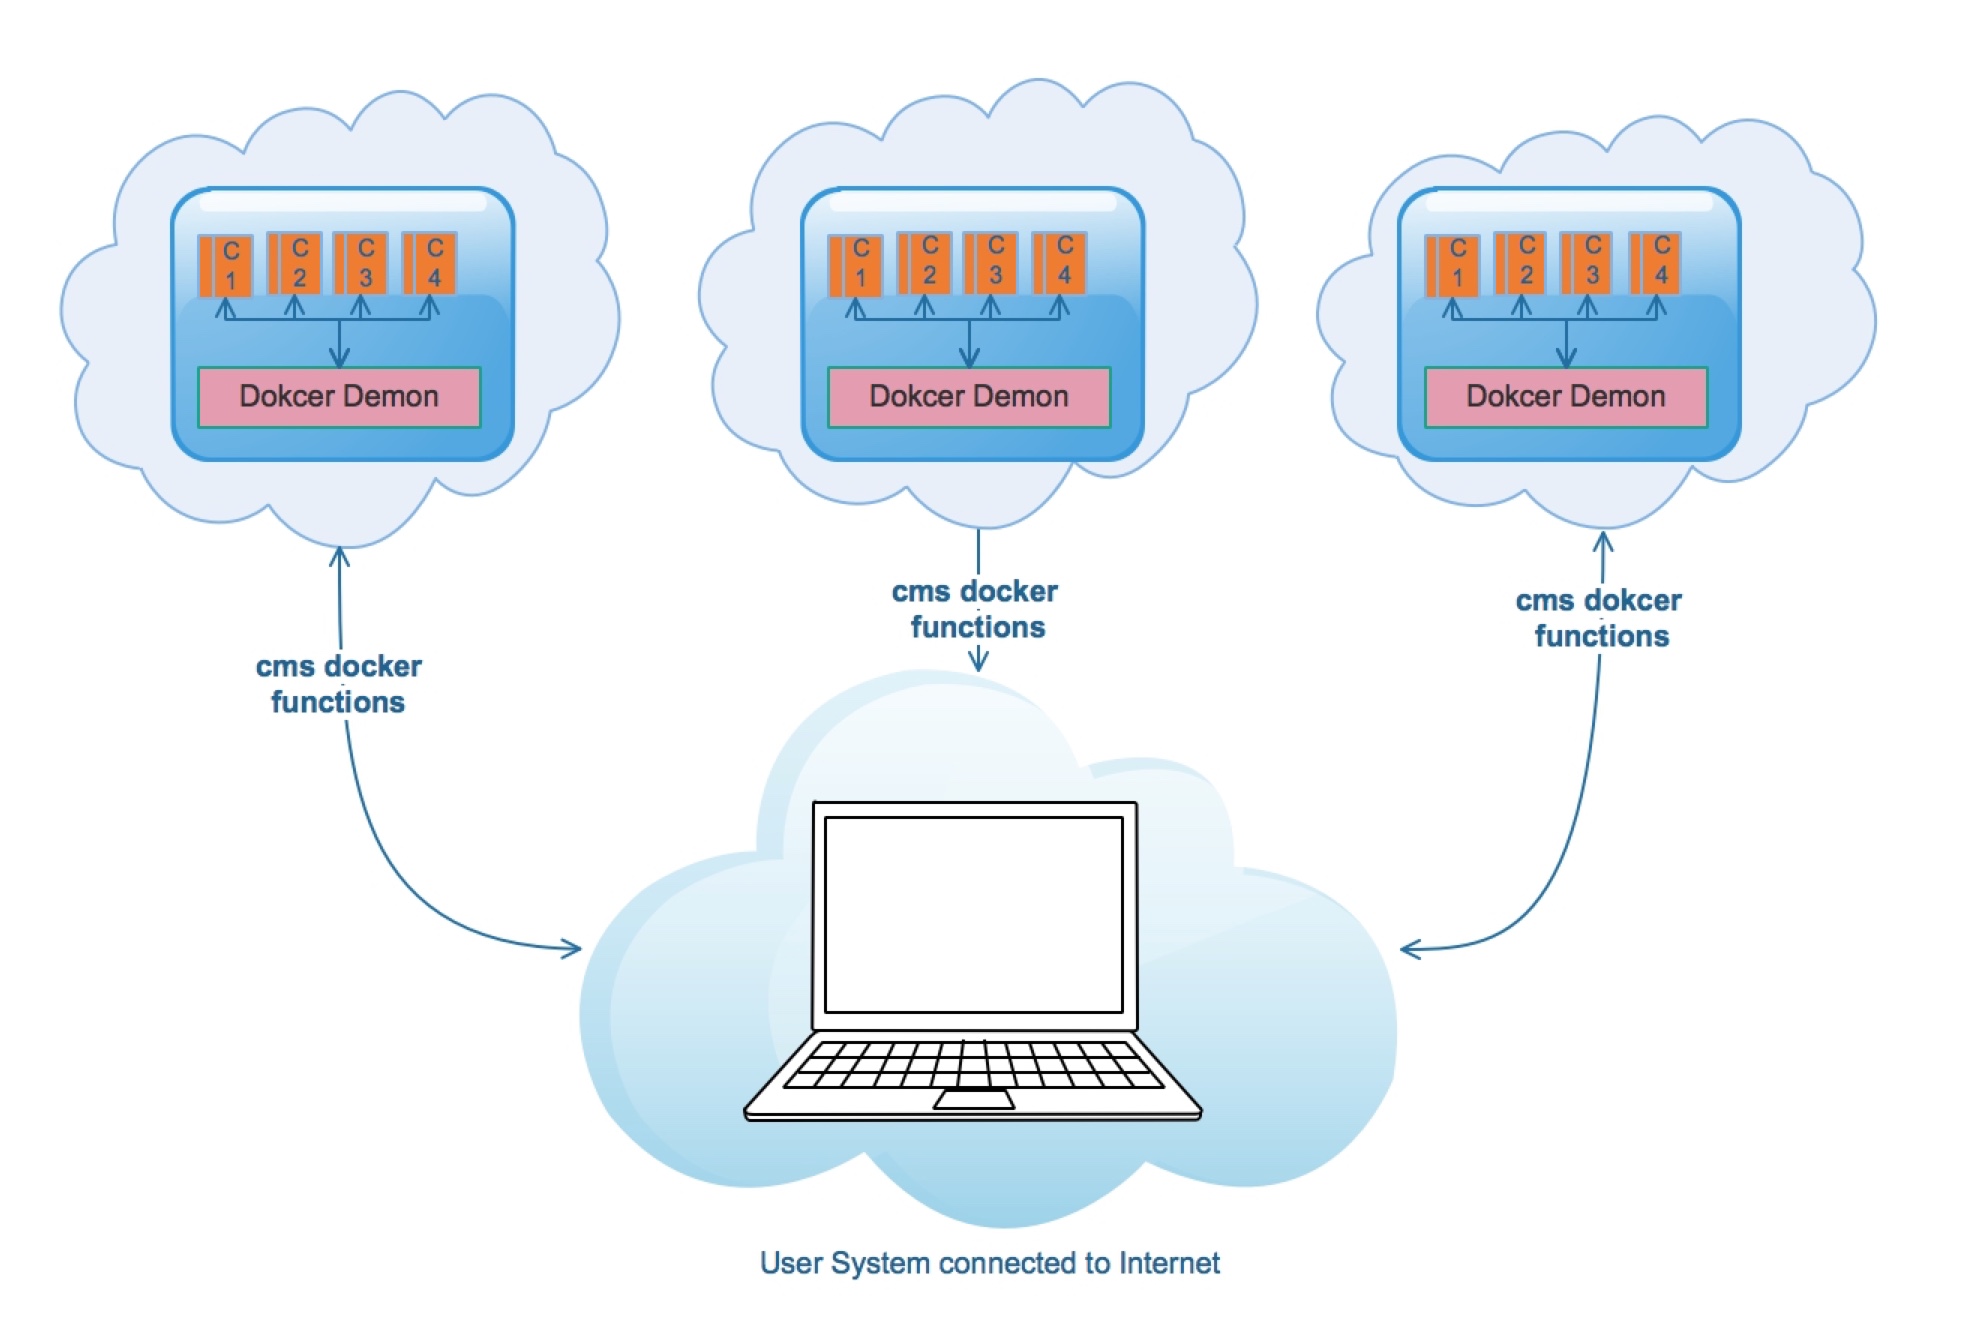 C
1
C
2
C
3
C
4
Dokcer Demon
C
1
C
2
C
3
C
4
Dokcer Demon
C
1
C
2
C
3
C
4
Dokcer Demon
cms docker
functions
cms docker
functions
cms dokcer
functions
User System connected to Internet